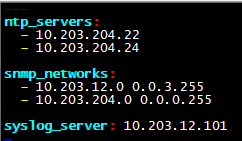 ntp_servers:
  - 10.203.204.22
  - 10.203.204.24
snmp_networks:
  - 10.203.12.0 0.0.3.255
  - 10.203.204.0 0.0.0.255
syslog_server: 10.203.12.101